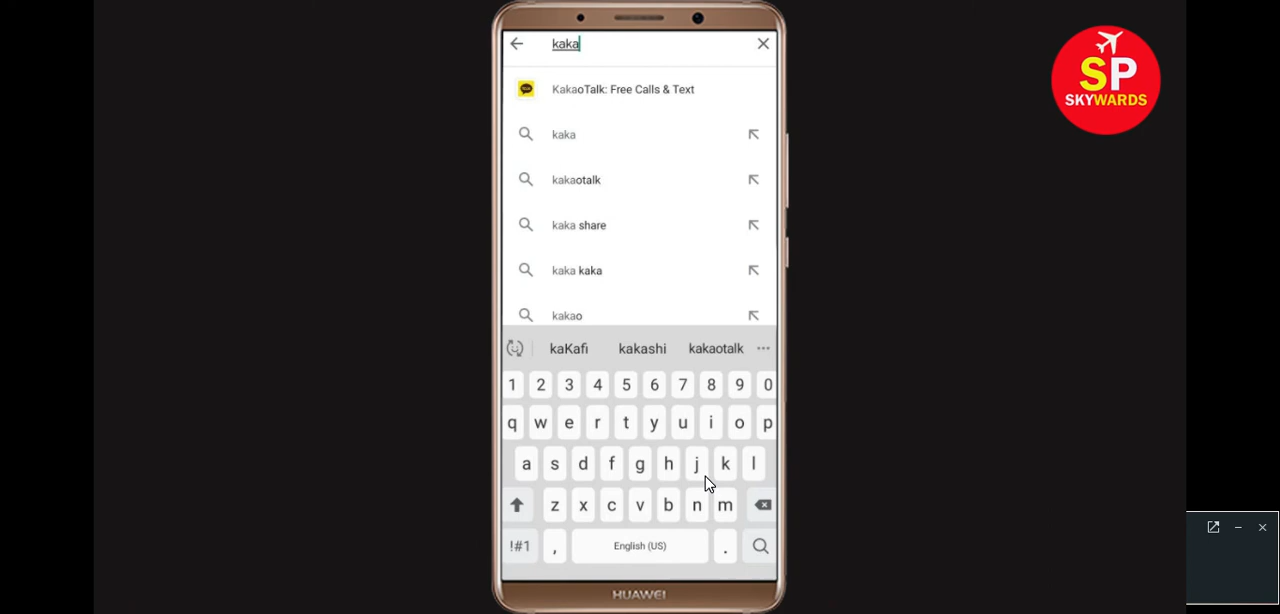 kaka
SP
SKYWARDS
KakaoTalk: Free Calls & Text
kaka
kakaotalk
kaka share
kaka kaka
kakao
kaKafi kakashi kakaotalk
1 2 3 4 5 6 7 8 9 0
q w e r t y u i o p
a s d f g h j k l
z x c v b n m
!#1 , English (US) .
HUAWEI